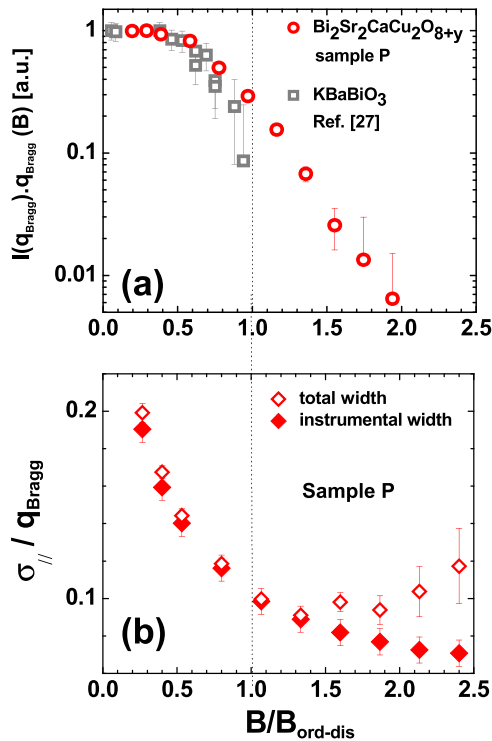 I(q_Bragg).q_Bragg (B) [a.u.]
1
0.1
0.01
Bi₂Sr₂CaCu₂O₈₊y
sample P
KBaBiO₃
Ref. [27]
(a)
0.0 0.5 1.0 1.5 2.0 2.5
σ_// / q_Bragg
0.2
0.1
total width
instrumental width
Sample P
(b)
0.0 0.5 1.0 1.5 2.0 2.5
B/B_ord-dis